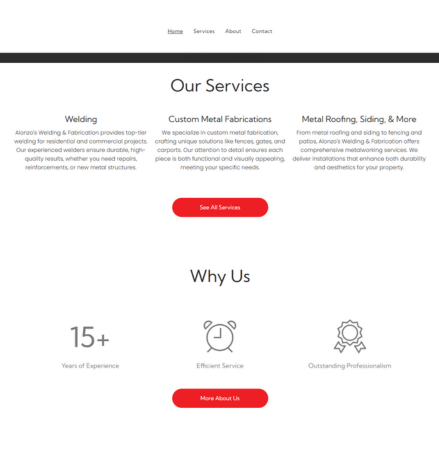 Home Services About Contact
Our Services
Welding
Alonzo's Welding & Fabrication provides top-tier
welding for residential and commercial projects.
Our experienced welders ensure durable, high-
quality results, whether you need repairs,
reinforcements, or new metal structures.
Custom Metal Fabrications
We specialize in custom metal fabrication,
crafting unique solutions like fences, gates, and
carports. Our attention to detail ensures each
piece is both functional and visually appealing,
meeting your specific needs.
Metal Roofing, Siding, & More
From metal roofing and siding to fencing and
patios, Alonzo's Welding & Fabrication offers
comprehensive metalworking services. We
deliver installations that enhance both durability
and aesthetics for your property.
See All Services
Why Us
15+
Years of Experience
Efficient Service
Outstanding Professionalism
More About Us